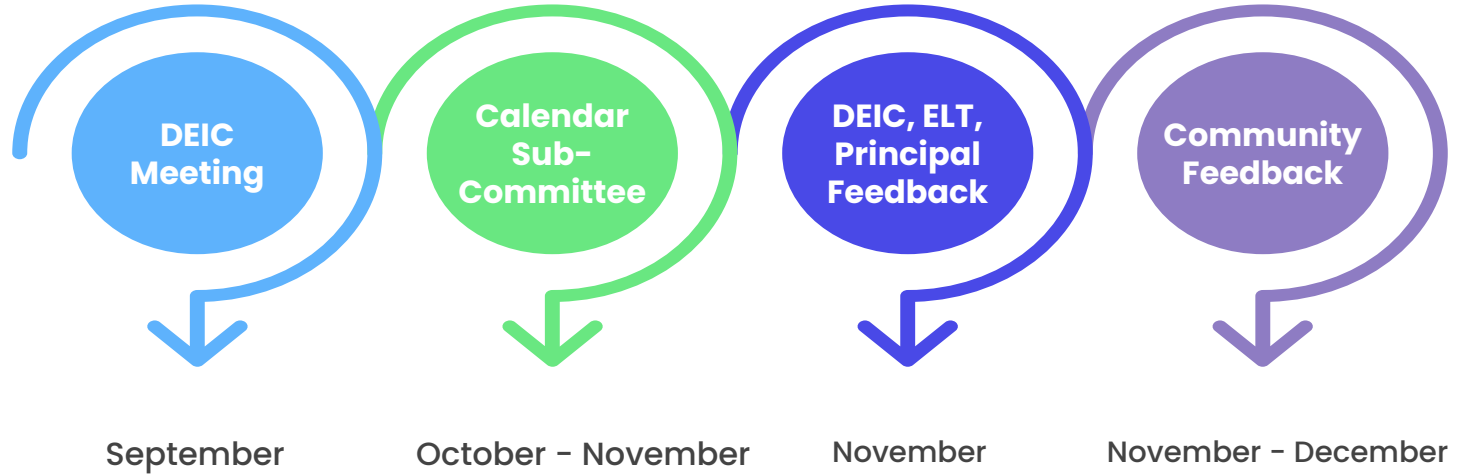 DEIC
Meeting
Calendar
Sub-
Committee
DEIC, ELT,
Principal
Feedback
Community
Feedback
September
October - November
November
November - December